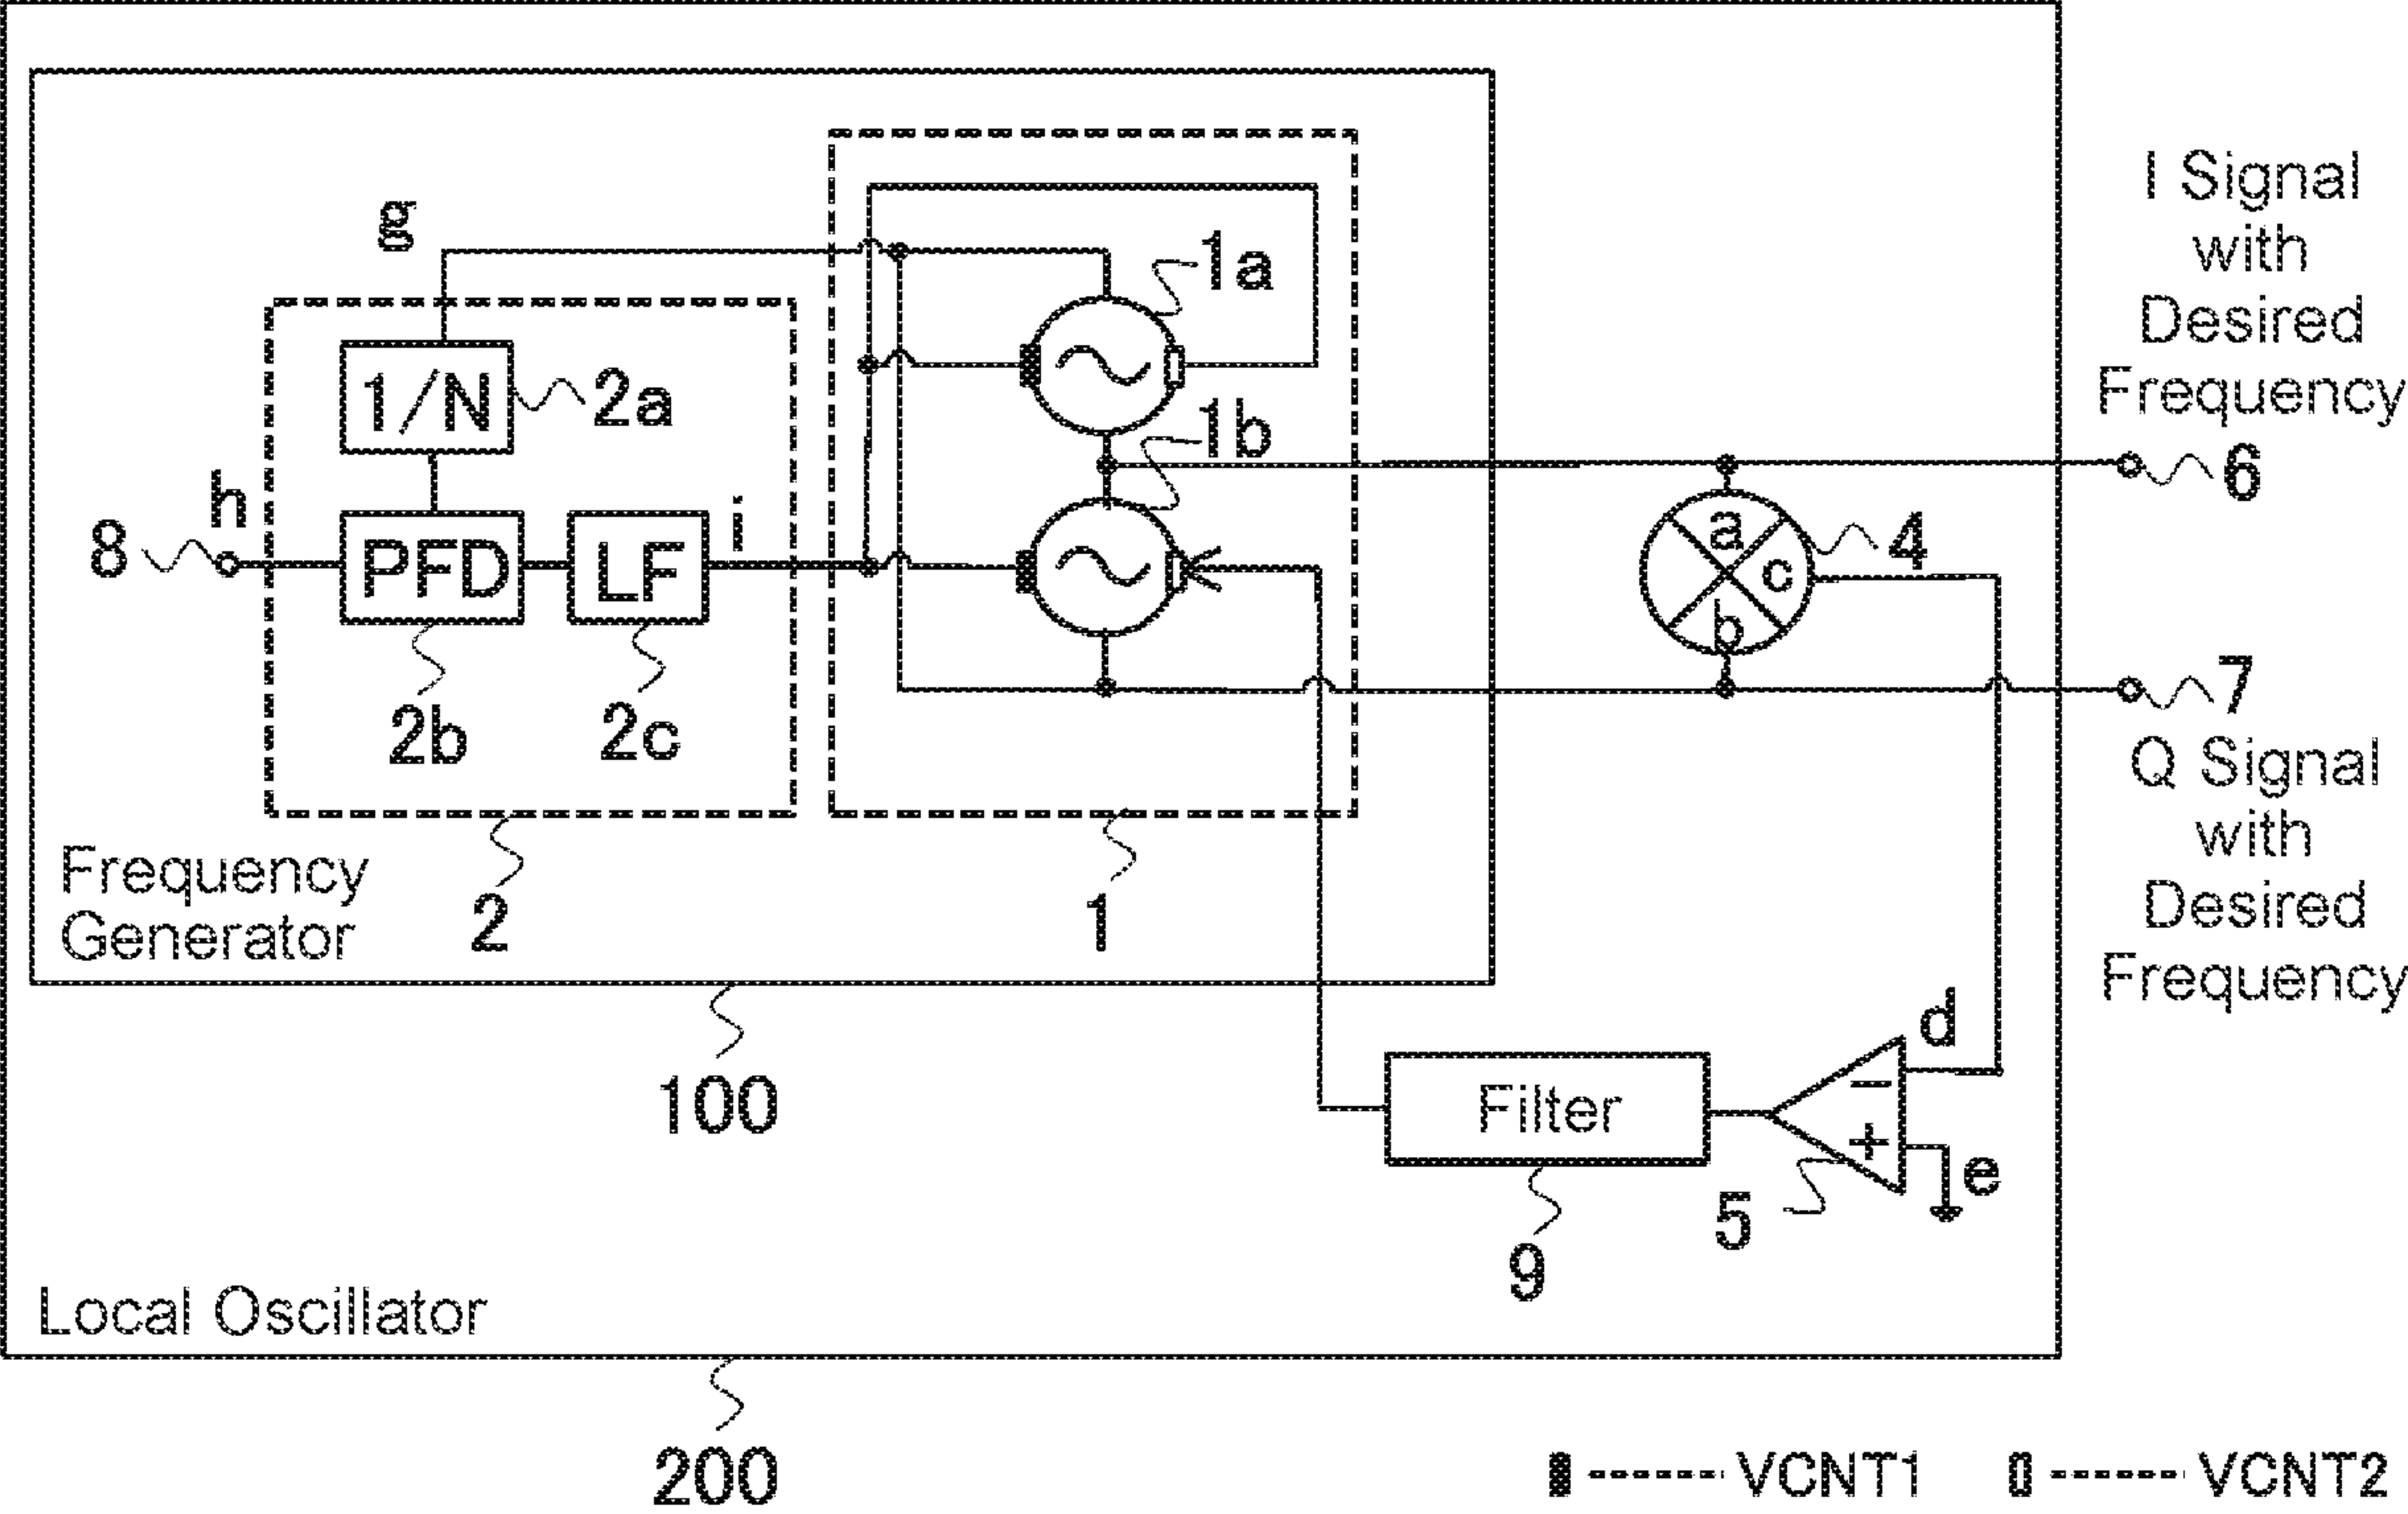 I Signal
with
Desired
Frequency
g
1a
1/N
2a
1b
h
i
6
8
PFD
LF
a
c
b
4
2b
2c
7
Q Signal
with
Desired
Frequency
Frequency
Generator
2
1
d
100
Filter
−
+
e
5
9
Local Oscillator
200
VCNT1
VCNT2